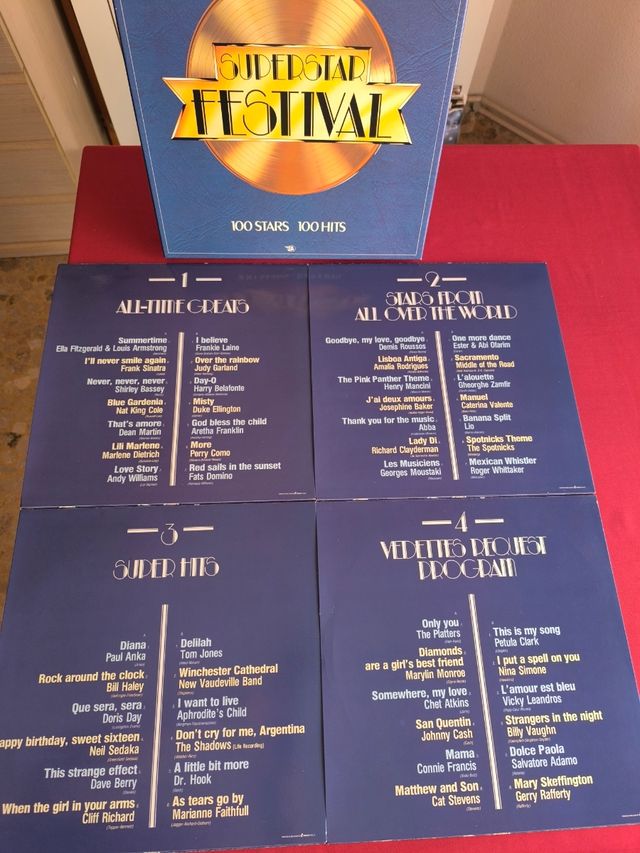 SUPERSTAR
FESTIVAL
100 STARS 100 HITS
1
ALL-TIME GREATS
Summertime
Ella Fitzgerald & Louis Armstrong
I'll never smile again
Frank Sinatra
Never, never, never
Shirley Bassey
Blue Gardenia
Nat King Cole
That's amore
Dean Martin
Lili Marlene
Marlene Dietrich
Love Story
Andy Williams
I believe
Frankie Laine
Over the rainbow
Judy Garland
Day-O
Harry Belafonte
Misty
Duke Ellington
God bless the child
Aretha Franklin
More
Perry Como
Red sails in the sunset
Fats Domino
2
STARS FROM
ALL OVER THE WORLD
Goodbye, my love, goodbye
Demis Roussos
Lisboa Antiga
Amalia Rodrigues
The Pink Panther Theme
Henry Mancini
J'ai deux amours
Josephine Baker
Thank you for the music
Abba
Lady Di
Richard Clayderman
Les Musiciens
Georges Moustaki
One more dance
Ester & Abi Ofarim
Sacramento
Middle of the Road
L'alouette
Gheorghe Zamfir
Manuel
Caterina Valente
Banana Split
Lio
Spotnicks Theme
The Spotnicks
Mexican Whistler
Roger Whittaker
3
SUPER HITS
Diana
Paul Anka
Rock around the clock
Bill Haley
Que sera, sera
Doris Day
appy birthday, sweet sixteen
Neil Sedaka
This strange effect
Dave Berry
When the girl in your arms
Cliff Richard
Delilah
Tom Jones
Winchester Cathedral
New Vaudeville Band
I want to live
Aphrodite's Child
Don't cry for me, Argentina
The Shadows (Life Recording)
A little bit more
Dr. Hook
As tears go by
Marianne Faithfull
4
VEDETTES REQUEST
PROGRAM
Only you
The Platters
Diamonds
are a girl's best friend
Marylin Monroe
Somewhere, my love
Chet Atkins
San Quentin
Johnny Cash
Mama
Connie Francis
Matthew and Son
Cat Stevens
This is my song
Petula Clark
I put a spell on you
Nina Simone
L'amour est bleu
Vicky Leandros
Strangers in the night
Billy Vaughn
Dolce Paola
Salvatore Adamo
Mary Skeffington
Gerry Rafferty